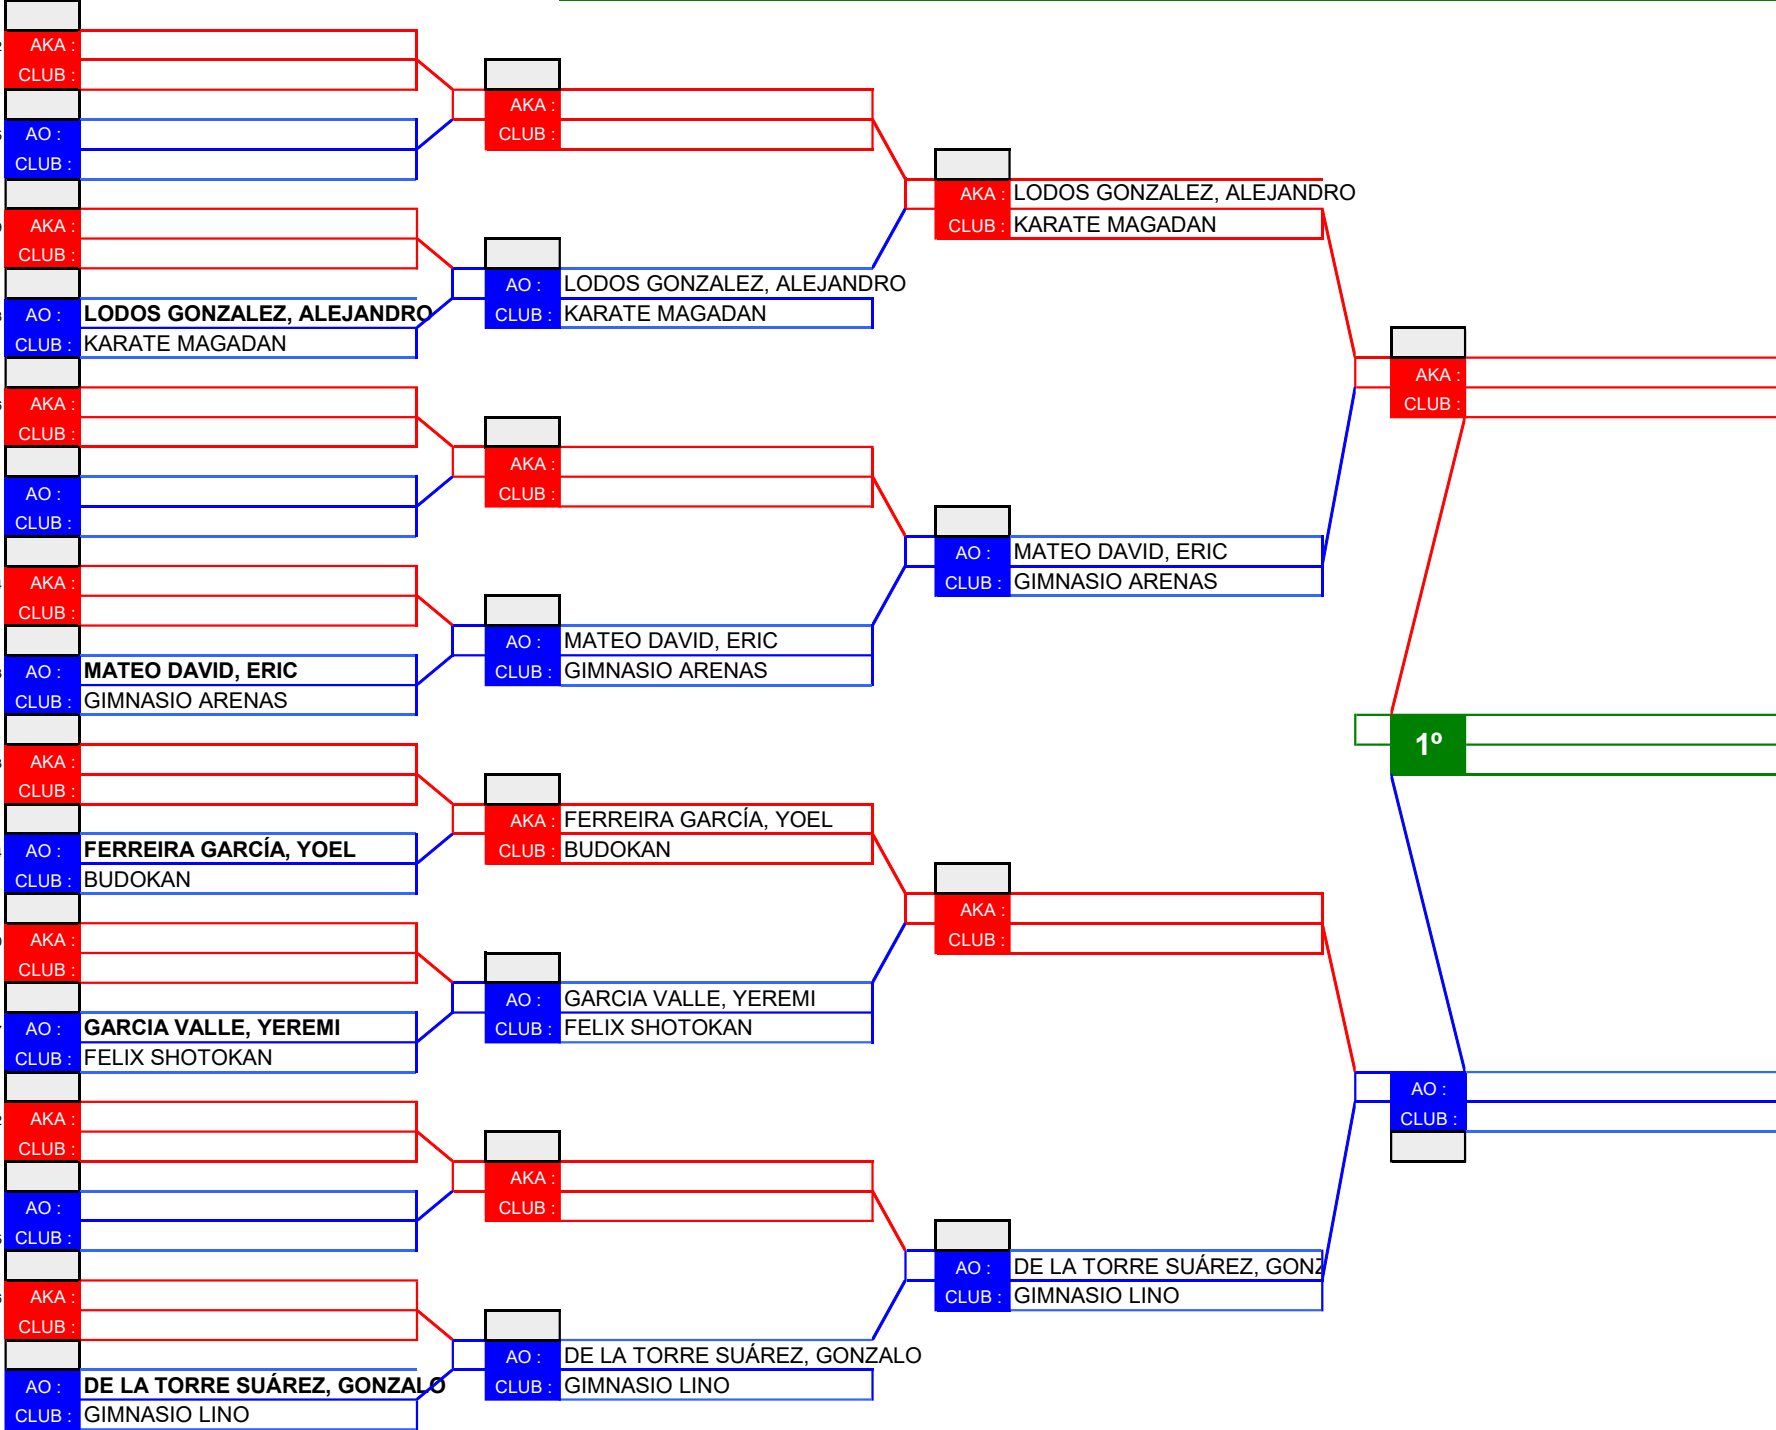 AKA :
CLUB :
AO :
CLUB :
AKA :
CLUB :
AO : LODOS GONZALEZ, ALEJANDRO
CLUB : KARATE MAGADAN
AKA :
CLUB :
AO :
CLUB :
AKA :
CLUB :
AO : MATEO DAVID, ERIC
CLUB : GIMNASIO ARENAS
AKA :
CLUB :
AO : FERREIRA GARCÍA, YOEL
CLUB : BUDOKAN
AKA :
CLUB :
AO : GARCIA VALLE, YEREMI
CLUB : FELIX SHOTOKAN
AKA :
CLUB :
AO :
CLUB :
AKA :
CLUB :
AO : DE LA TORRE SUÁREZ, GONZALO
CLUB : GIMNASIO LINO
AKA :
CLUB :
AO : LODOS GONZALEZ, ALEJANDRO
CLUB : KARATE MAGADAN
AKA :
CLUB :
AO : MATEO DAVID, ERIC
CLUB : GIMNASIO ARENAS
AKA : FERREIRA GARCÍA, YOEL
CLUB : BUDOKAN
AO : GARCIA VALLE, YEREMI
CLUB : FELIX SHOTOKAN
AKA :
CLUB :
AO : DE LA TORRE SUÁREZ, GONZALO
CLUB : GIMNASIO LINO
AKA : LODOS GONZALEZ, ALEJANDRO
CLUB : KARATE MAGADAN
AO : MATEO DAVID, ERIC
CLUB : GIMNASIO ARENAS
AKA :
CLUB :
AO : DE LA TORRE SUÁREZ, GONZ
CLUB : GIMNASIO LINO
AKA :
CLUB :
1º
AO :
CLUB :